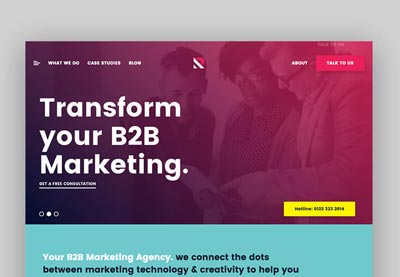 TALK TO US
WHAT WE DO CASE STUDIES BLOG ABOUT TALK TO US
Transform
your B2B
Marketing.
GET A FREE CONSULTATION
Hotline: 0123 333 2014
Your B2B Marketing Agency. we connect the dots
between marketing technology & creativity to help you